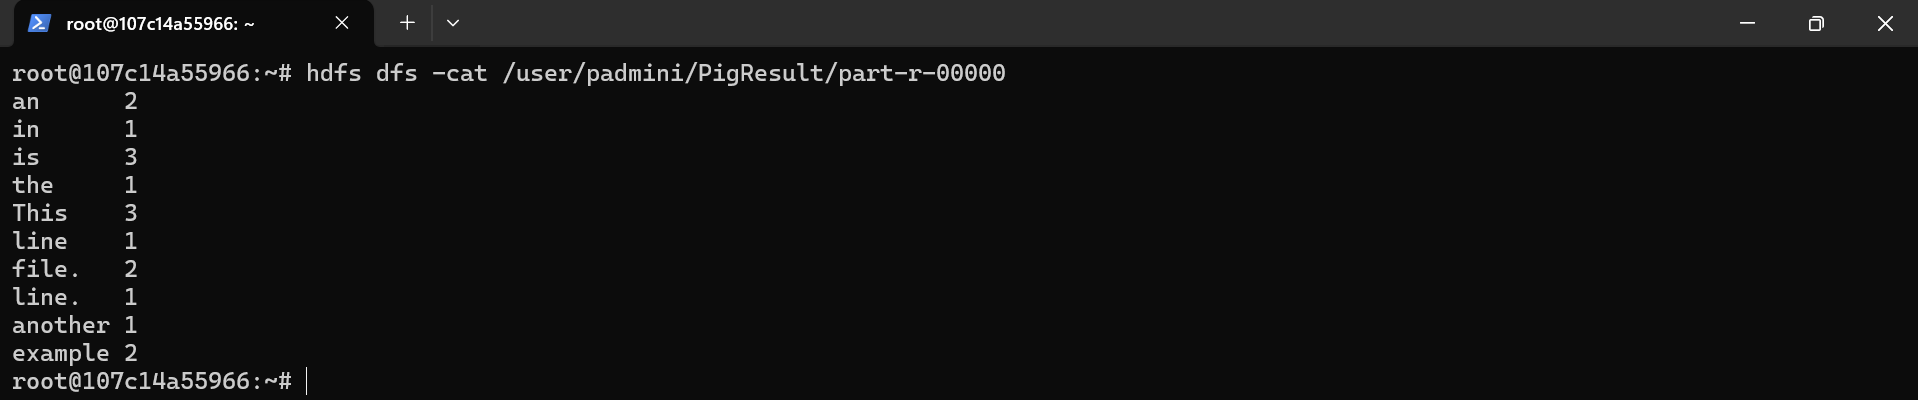 root@107c14a55966: ~
root@107c14a55966:~# hdfs dfs -cat /user/padmini/PigResult/part-r-00000
an      2
in      1
is      3
the     1
This    3
line    1
file.   2
line.   1
another 1
example 2
root@107c14a55966:~#